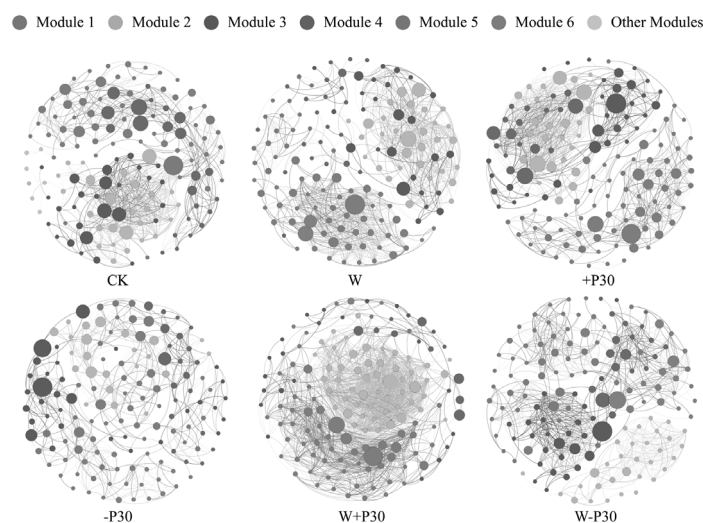 Module 1 Module 2 Module 3 Module 4 Module 5 Module 6 Other Modules
CK W +P30
-P30 W+P30 W-P30